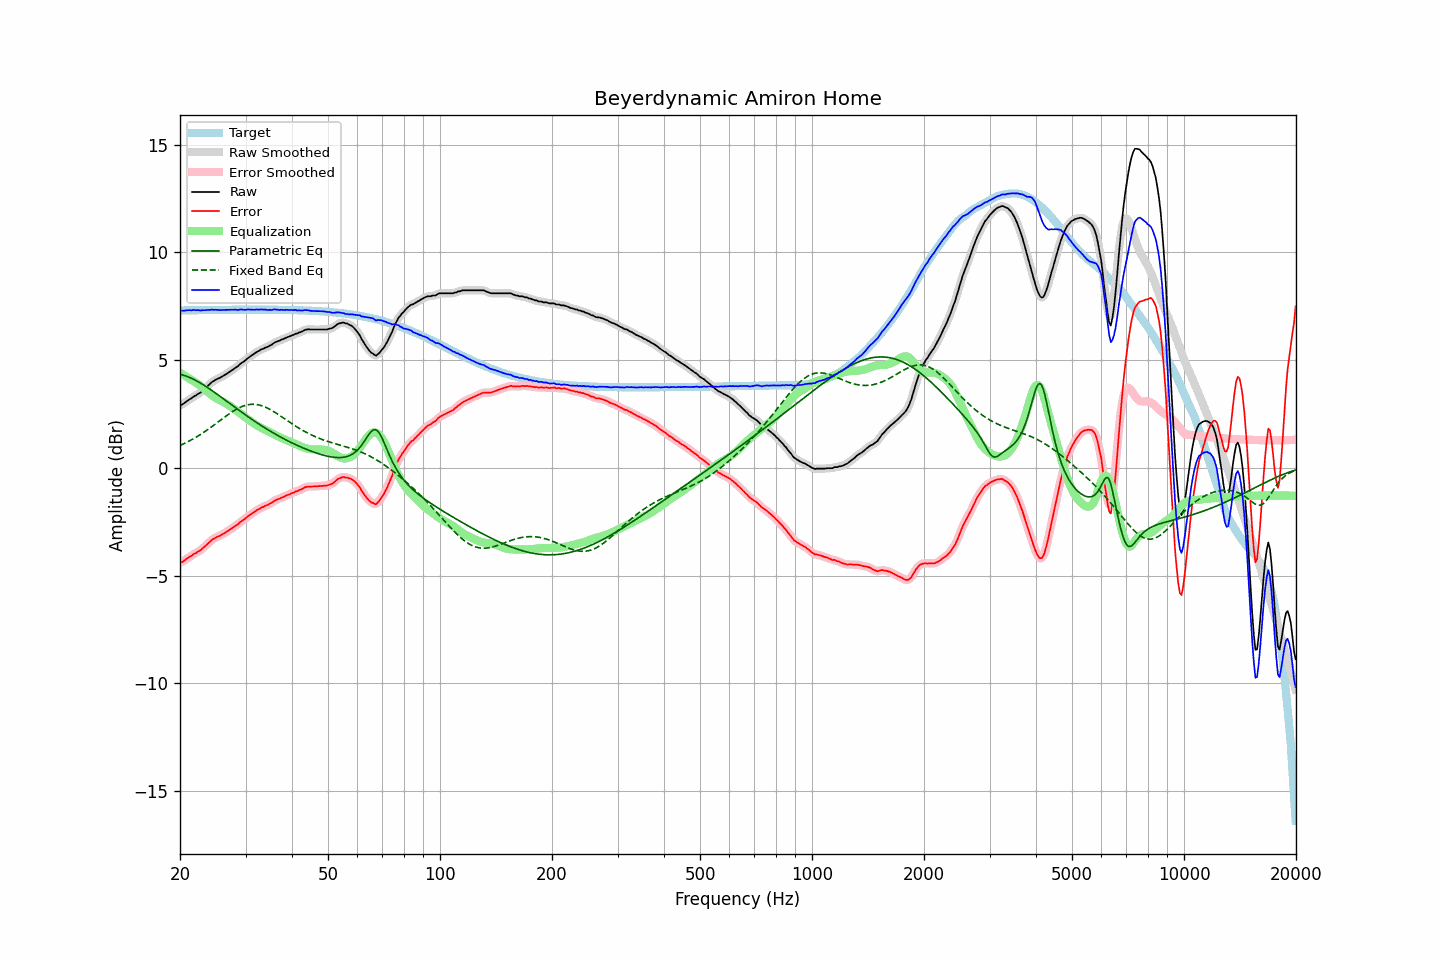 Beyerdynamic Amiron Home
Target
Raw Smoothed
Error Smoothed
Raw
Error
Equalization
Parametric Eq
Fixed Band Eq
Equalized
15
10
5
0
−5
−10
−15
Amplitude (dBr)
20
50
100
200
500
1000
2000
5000
10000
20000
Frequency (Hz)